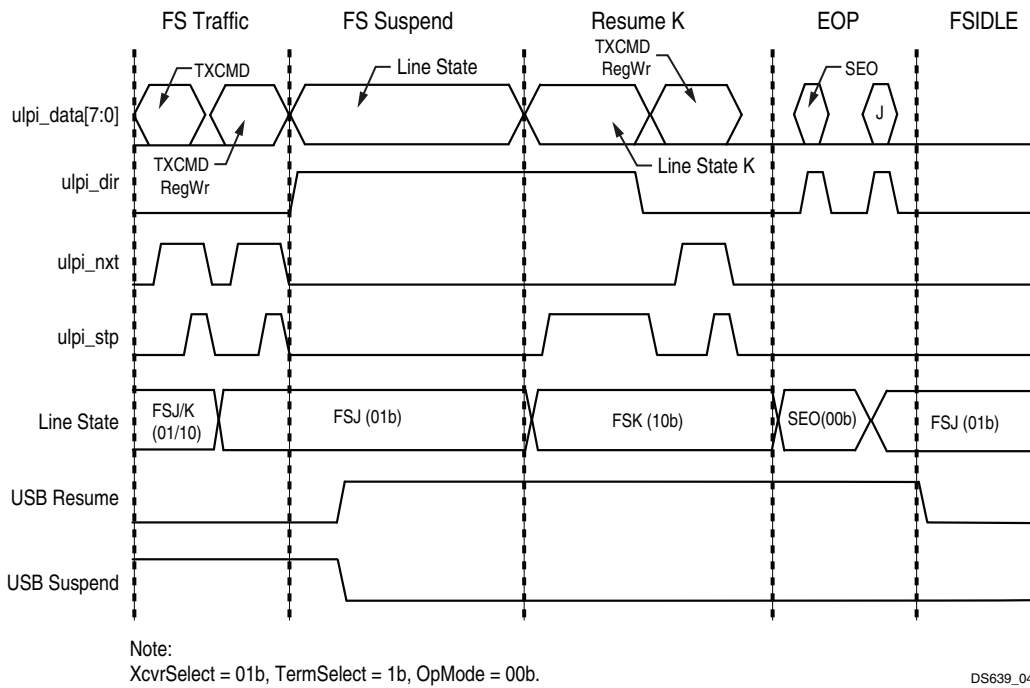 FS Traffic FS Suspend Resume K EOP FSIDLE
TXCMD Line State TXCMD RegWr SEO
ulpi_data[7:0] J
TXCMD RegWr Line State K
ulpi_dir
ulpi_nxt
ulpi_stp
Line State FSJ/K (01/10) FSJ (01b) FSK (10b) SEO(00b) FSJ (01b)
USB Resume
USB Suspend
Note:
XcvrSelect = 01b, TermSelect = 1b, OpMode = 00b.